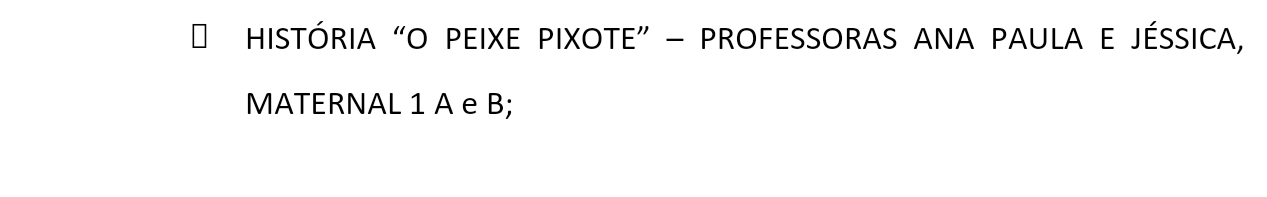 HISTÓRIA “O PEIXE PIXOTE” – PROFESSORAS ANA PAULA E JÉSSICA,
MATERNAL 1 A e B;